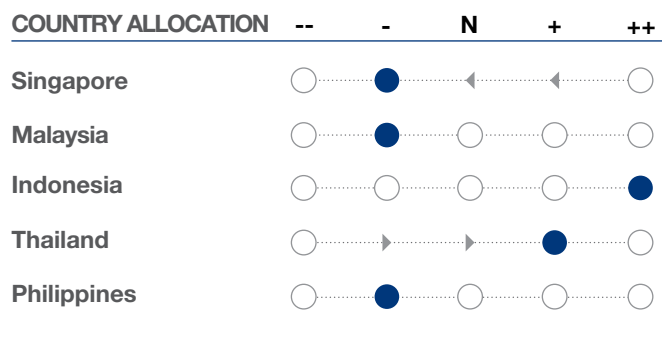 COUNTRY ALLOCATION -- - N + ++
Singapore
Malaysia
Indonesia
Thailand
Philippines